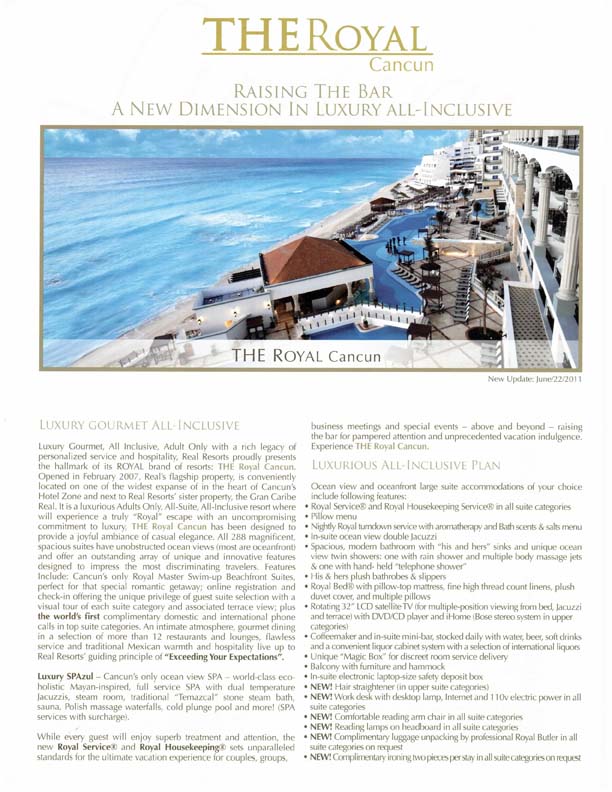 THE ROYAL
Cancun
RAISING THE BAR
A NEW DIMENSION IN LUXURY ALL-INCLUSIVE
THE ROYAL Cancun
New Update: June/22/2011
LUXURY GOURMET ALL-INCLUSIVE
Luxury Gourmet, All Inclusive, Adult Only with a rich legacy of
personalized service and hospitality, Real Resorts proudly presents
the hallmark of its ROYAL brand of resorts: THE Royal Cancun.
Opened in February 2007, Real's flagship property, is conveniently
located on one of the widest expanse of in the heart of Cancun's
Hotel Zone and next to Real Resorts' sister property, the Gran Caribe
Real. It is a luxurious Adults Only, All-Suite, All-Inclusive resort where
will experience a truly "Royal" escape with an uncompromising
commitment to luxury. THE Royal Cancun has been designed to
provide a joyful ambiance of casual elegance. All 288 magnificent,
spacious suites have unobstructed ocean views (most are oceanfront)
and offer an outstanding array of unique and innovative features
designed to impress the most discriminating travelers. Features
Include: Cancun's only Royal Master Swim-up Beachfront Suites,
perfect for that special romantic getaway; online registration and
check-in offering the unique privilege of guest suite selection with a
visual tour of each suite category and associated terrace view; plus
the world's first complimentary domestic and international phone
calls in top suite categories. An intimate atmosphere, gourmet dining
in a selection of more than 12 restaurants and lounges, flawless
service and traditional Mexican warmth and hospitality live up to
Real Resorts' guiding principle of "Exceeding Your Expectations".
Luxury SPAzul – Cancun's only ocean view SPA – world-class eco-
holistic Mayan-inspired, full service SPA with dual temperature
Jacuzzis, steam room, traditional "Temazcal" stone steam bath,
sauna, Polish massage waterfalls, cold plunge pool and more! (SPA
services with surcharge).
While every guest will enjoy superb treatment and attention, the
new Royal Service® and Royal Housekeeping® sets unparalleled
standards for the ultimate vacation experience for couples, groups,
business meetings and special events – above and beyond – raising
the bar for pampered attention and unprecedented vacation indulgence.
Experience THE Royal Cancun.
LUXURIOUS ALL-INCLUSIVE PLAN
Ocean view and oceanfront large suite accommodations of your choice
include following features:
• Royal Service® and Royal Housekeeping Service® in all suite categories
• Pillow menu
• Nightly Royal turndown service with aromatherapy and Bath scents & salts menu
• In-suite ocean view double Jacuzzi
• Spacious, modern bathroom with "his and hers" sinks and unique ocean
view twin showers: one with rain shower and multiple body massage jets
& one with hand- held "telephone shower"
• His & hers plush bathrobes & slippers
• Royal Bed® with pillow-top mattress, fine high thread count linens, plush
duvet cover, and multiple pillows
• Rotating 32" LCD satellite TV (for multiple-position viewing from bed, Jacuzzi
and terrace) with DVD/CD player and iHome (Bose stereo system in upper
categories)
• Coffeemaker and in-suite mini-bar, stocked daily with water, beer, soft drinks
and a convenient liquor cabinet system with a selection of international liquors
• Unique "Magic Box" for discreet room service delivery
• Balcony with furniture and hammock
• In-suite electronic laptop-size safety deposit box
• NEW! Hair straightener (in upper suite categories)
• NEW! Work desk with desktop lamp, Internet and 110v electric power in all
suite categories
• NEW! Comfortable reading arm chair in all suite categories
• NEW! Reading lamps on headboard in all suite categories
• NEW! Complimentary luggage unpacking by professional Royal Butler in all
suite categories on request
• NEW! Complimentary ironing two pieces per stay in all suite categories on request